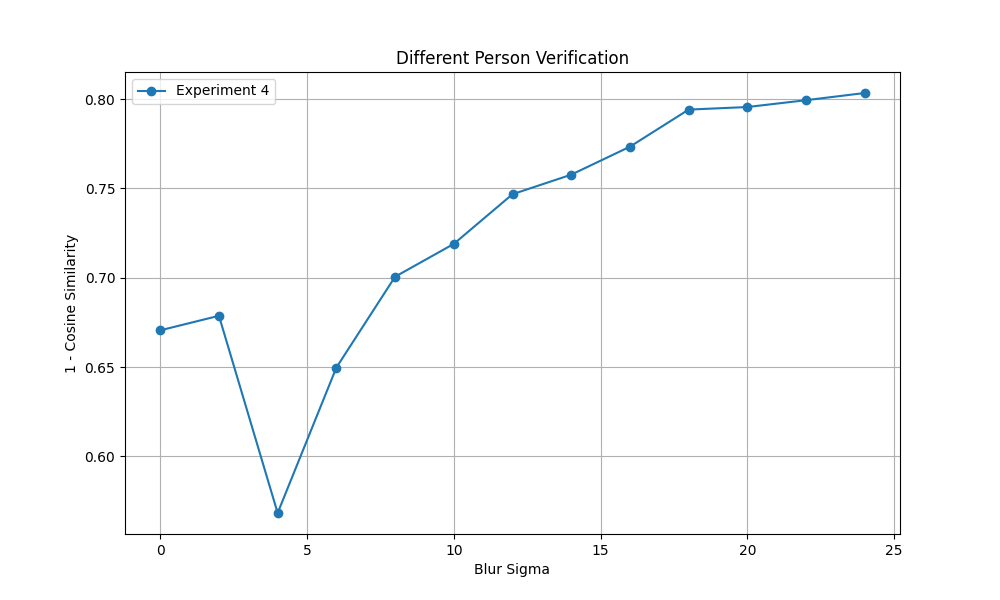 Different Person Verification
Experiment 4
1 - Cosine Similarity
0.80
0.75
0.70
0.65
0.60
0 5 10 15 20 25
Blur Sigma